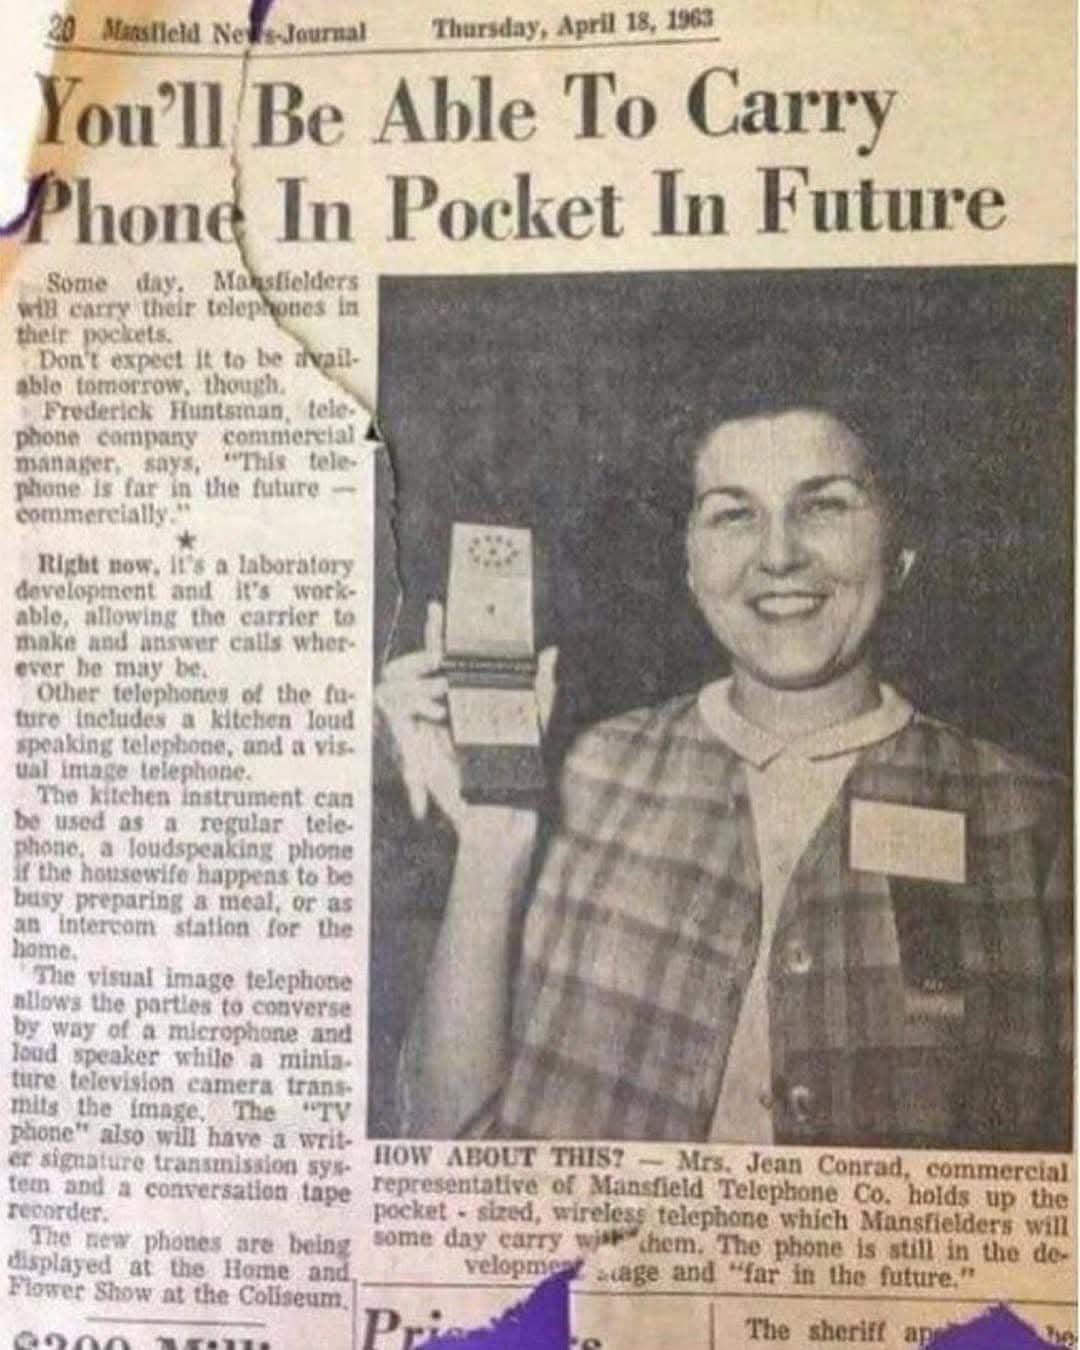 20 Mansfield News-Journal Thursday, April 18, 1963
You'll Be Able To Carry
Phone In Pocket In Future
Some day, Mansfielders
will carry their telephones in
their pockets.
Don't expect it to be avail-
able tomorrow, though.
Frederick Huntsman, tele-
phone company commercial
manager, says, "This tele-
phone is far in the future —
commercially."
★
Right now, it's a laboratory
development and it's work-
able, allowing the carrier to
make and answer calls wher-
ever he may be.
Other telephones of the fu-
ture includes a kitchen loud
speaking telephone, and a vis-
ual image telephone.
The kitchen instrument can
be used as a regular tele-
phone, a loudspeaking phone
if the housewife happens to be
busy preparing a meal, or as
an intercom station for the
home.
The visual image telephone
allows the parties to converse
by way of a microphone and
loud speaker while a minia-
ture television camera trans-
mits the image. The "TV
phone" also will have a writ-
er signature transmission sys-
tem and a conversation tape
recorder.
The new phones are being
displayed at the Home and
Flower Show at the Coliseum.
HOW ABOUT THIS? — Mrs. Jean Conrad, commercial
representative of Mansfield Telephone Co. holds up the
pocket - sized, wireless telephone which Mansfielders will
some day carry with them. The phone is still in the de-
velopment stage and "far in the future."
The sheriff